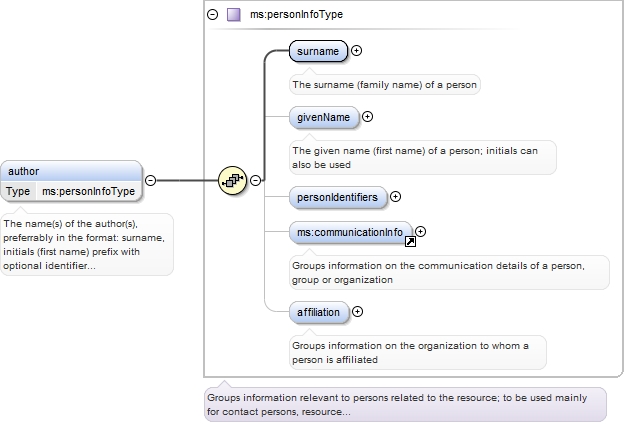 ms:personInfoType
surname
The surname (family name) of a person
givenName
The given name (first name) of a person; initials can
also be used
author
Type ms:personInfoType
The name(s) of the author(s),
preferrably in the format: surname,
initials (first name) prefix with
optional identifier...
personIdentifiers
ms:communicationInfo
Groups information on the communication details of a person,
group or organization
affiliation
Groups information on the organization to whom a
person is affiliated
Groups information relevant to persons related to the resource; to be used mainly
for contact persons, resource...